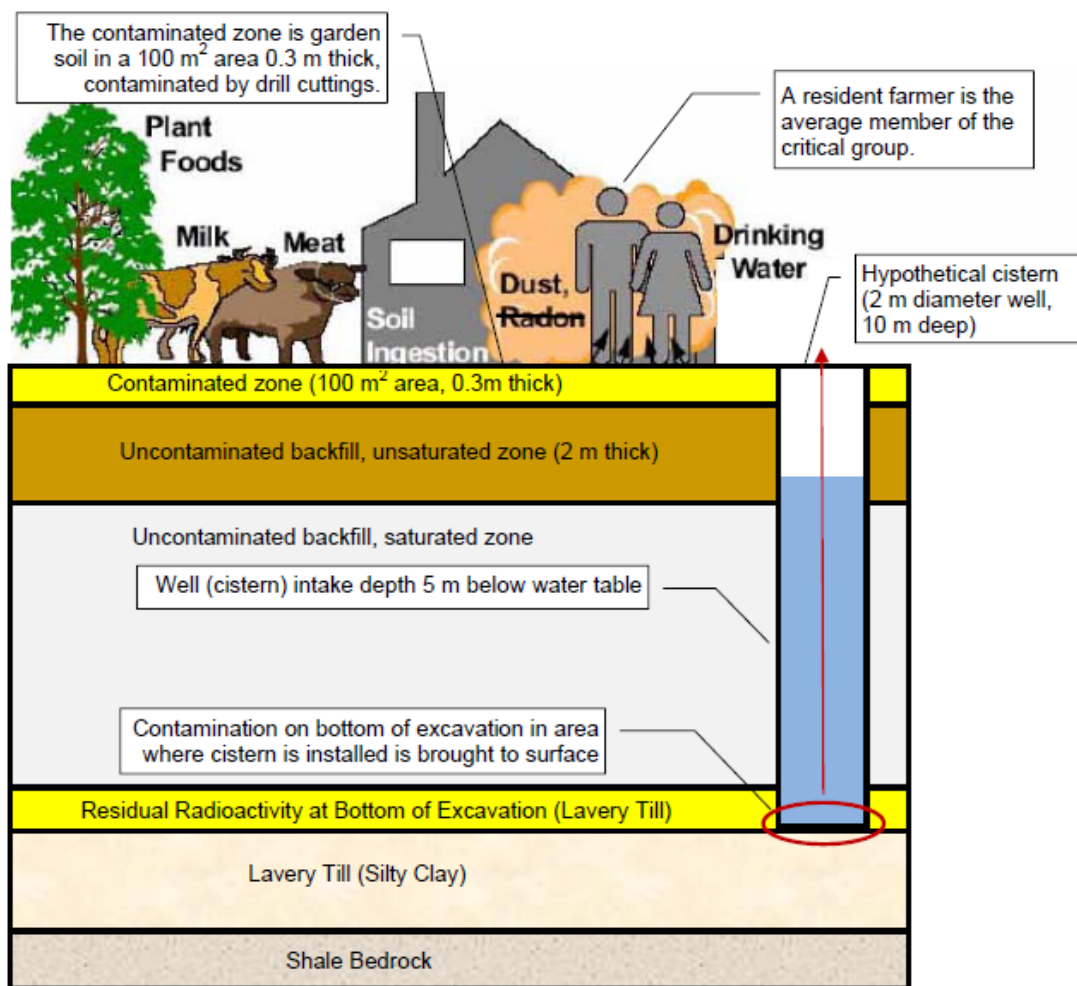 The contaminated zone is garden
soil in a 100 m² area 0.3 m thick,
contaminated by drill cuttings.
A resident farmer is the
average member of the
critical group.
Plant
Foods
Milk
Meat
Soil
Ingestion
Dust,
Radon
Drinking
Water
Hypothetical cistern
(2 m diameter well,
10 m deep)
Contaminated zone (100 m² area, 0.3m thick)
Uncontaminated backfill, unsaturated zone (2 m thick)
Uncontaminated backfill, saturated zone
Well (cistern) intake depth 5 m below water table
Contamination on bottom of excavation in area
where cistern is installed is brought to surface
Residual Radioactivity at Bottom of Excavation (Lavery Till)
Lavery Till (Silty Clay)
Shale Bedrock